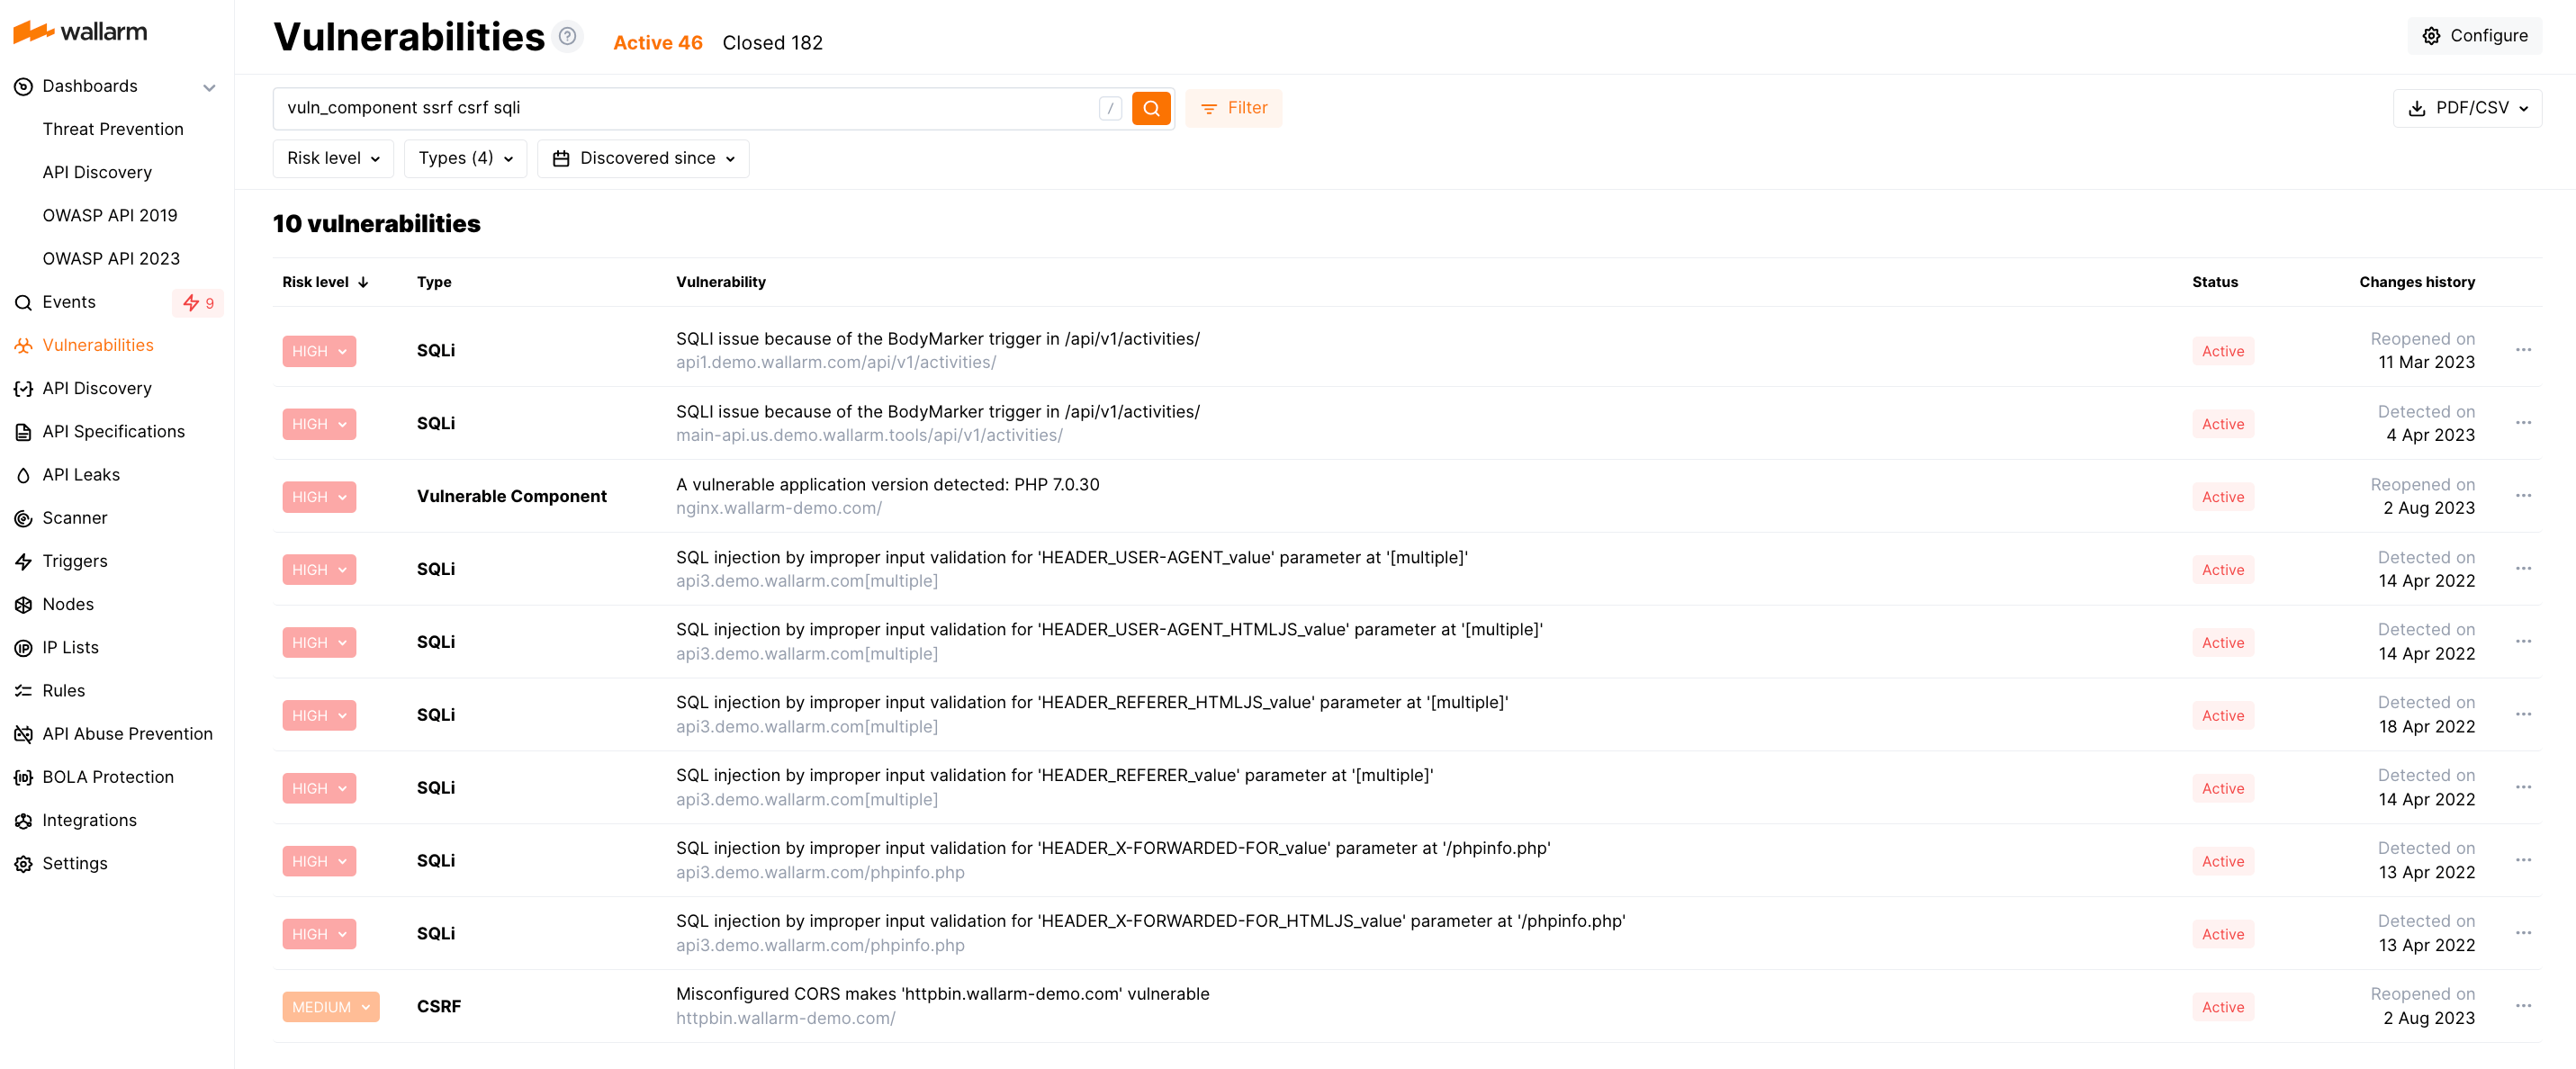 wallarm
Dashboards
Threat Prevention
API Discovery
OWASP API 2019
OWASP API 2023
Events 9
Vulnerabilities
API Discovery
API Specifications
API Leaks
Scanner
Triggers
Nodes
IP Lists
Rules
API Abuse Prevention
BOLA Protection
Integrations
Settings
Vulnerabilities ? Active 46 Closed 182
Configure
vuln_component ssrf csrf sqli /
Filter
PDF/CSV
Risk level Types (4) Discovered since
10 vulnerabilities
Risk level Type Vulnerability Status Changes history
HIGH SQLi SQLI issue because of the BodyMarker trigger in /api/v1/activities/ Active Reopened on
api1.demo.wallarm.com/api/v1/activities/ 11 Mar 2023
HIGH SQLi SQLI issue because of the BodyMarker trigger in /api/v1/activities/ Active Detected on
main-api.us.demo.wallarm.tools/api/v1/activities/ 4 Apr 2023
HIGH Vulnerable Component A vulnerable application version detected: PHP 7.0.30 Active Reopened on
nginx.wallarm-demo.com/ 2 Aug 2023
HIGH SQLi SQL injection by improper input validation for 'HEADER_USER-AGENT_value' parameter at '[multiple]' Active Detected on
api3.demo.wallarm.com[multiple] 14 Apr 2022
HIGH SQLi SQL injection by improper input validation for 'HEADER_USER-AGENT_HTMLJS_value' parameter at '[multiple]' Active Detected on
api3.demo.wallarm.com[multiple] 14 Apr 2022
HIGH SQLi SQL injection by improper input validation for 'HEADER_REFERER_HTMLJS_value' parameter at '[multiple]' Active Detected on
api3.demo.wallarm.com[multiple] 18 Apr 2022
HIGH SQLi SQL injection by improper input validation for 'HEADER_REFERER_value' parameter at '[multiple]' Active Detected on
api3.demo.wallarm.com[multiple] 14 Apr 2022
HIGH SQLi SQL injection by improper input validation for 'HEADER_X-FORWARDED-FOR_value' parameter at '/phpinfo.php' Active Detected on
api3.demo.wallarm.com/phpinfo.php 13 Apr 2022
HIGH SQLi SQL injection by improper input validation for 'HEADER_X-FORWARDED-FOR_HTMLJS_value' parameter at '/phpinfo.php' Active Detected on
api3.demo.wallarm.com/phpinfo.php 13 Apr 2022
MEDIUM CSRF Misconfigured CORS makes 'httpbin.wallarm-demo.com' vulnerable Active Reopened on
httpbin.wallarm-demo.com/ 2 Aug 2023